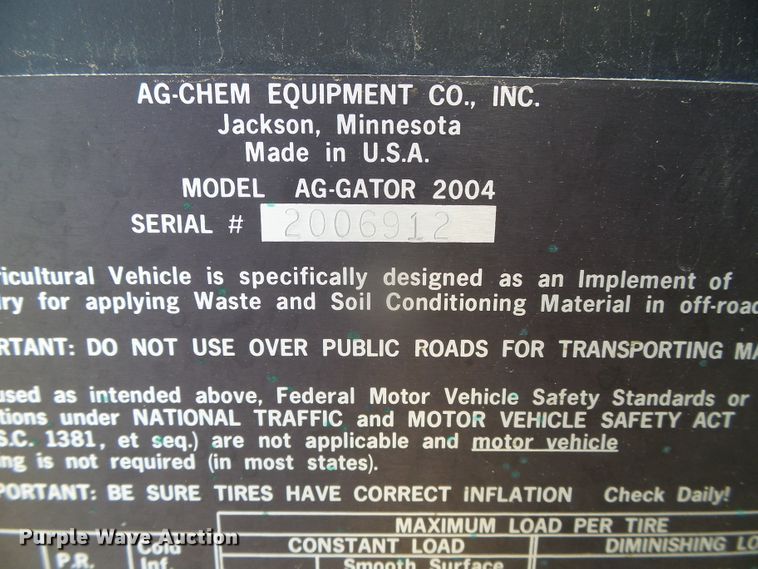 AG-CHEM EQUIPMENT CO., INC.
Jackson, Minnesota
Made in U.S.A.
MODEL AG-GATOR 2004
SERIAL # 2006912
ricultural Vehicle is specifically designed as an Implement of
ry for applying Waste and Soil Conditioning Material in off-road
RTANT: DO NOT USE OVER PUBLIC ROADS FOR TRANSPORTING MA
used as intended above, Federal Motor Vehicle Safety Standards or
tions under NATIONAL TRAFFIC and MOTOR VEHICLE SAFETY ACT
S.C. 1381, et seq.) are not applicable and motor vehicle
ng is not required (in most states).
PORTANT: BE SURE TIRES HAVE CORRECT INFLATION Check Daily!
MAXIMUM LOAD PER TIRE
Purple Wave Auction
P.R. Cold CONSTANT LOAD DIMINISHING LO
Inf. Smooth Surface